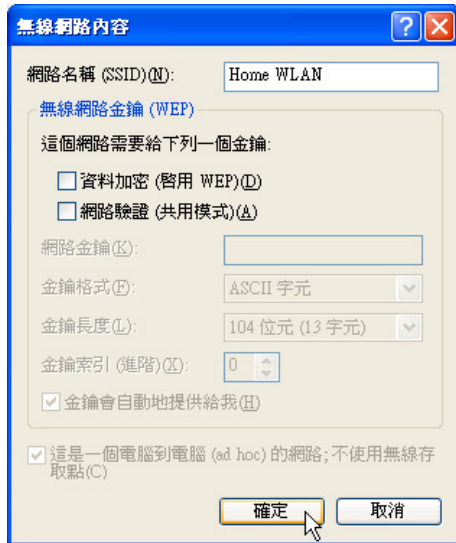 無線網路內容
網路名稱 (SSID)(N):
Home WLAN
無線網路金鑰 (WEP)
這個網路需要給下列一個金鑰:
資料加密 (啓用 WEP)(D)
網路驗證 (共用模式)(A)
網路金鑰(K):
金鑰格式(F):
ASCII 字元
金鑰長度(L):
104 位元 (13 字元)
金鑰索引 (進階)(X):
0
金鑰會自動地提供給我(H)
這是一個電腦到電腦 (ad hoc) 的網路;不使用無線存
取點(C)
確定
取消